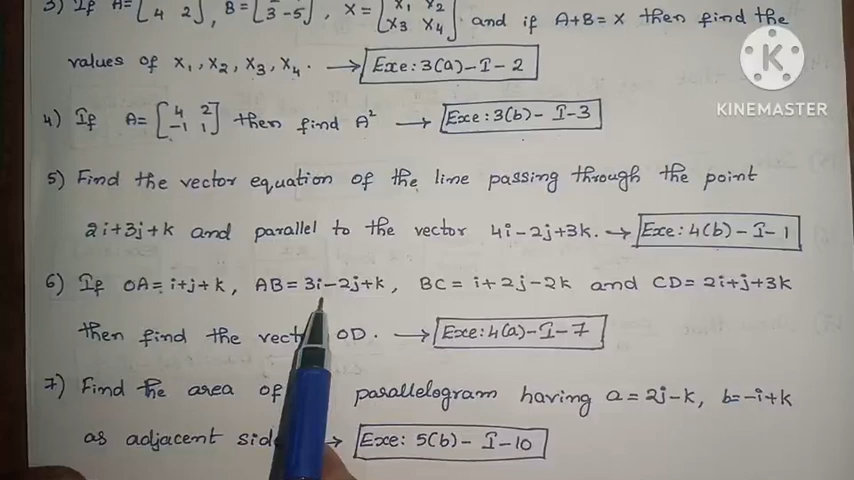 3) If A=[ 4 2], B=[ 3 -5], X=[x₁ x₂ x₃ x₄] and if A+B=X then find the
values of x₁, x₂, x₃, x₄. → Exe: 3(a)-I-2
4) If A=[4 2 -1 1] then find A² → Exe: 3(b)-I-3
5) Find the vector equation of the line passing through the point
2i+3j+k and parallel to the vector 4i-2j+3k. → Exe: 4(b)-I-1
6) If OA=i+j+k, AB=3i-2j+k, BC=i+2j-2k and CD=2i+j+3k
then find the OD. → Exe: 4(a)-I-7
7) Find the area of parallelogram having a=2j-k, b=-i+k
as adjacent → Exe: 5(b)-I-10
K
KINEMASTER